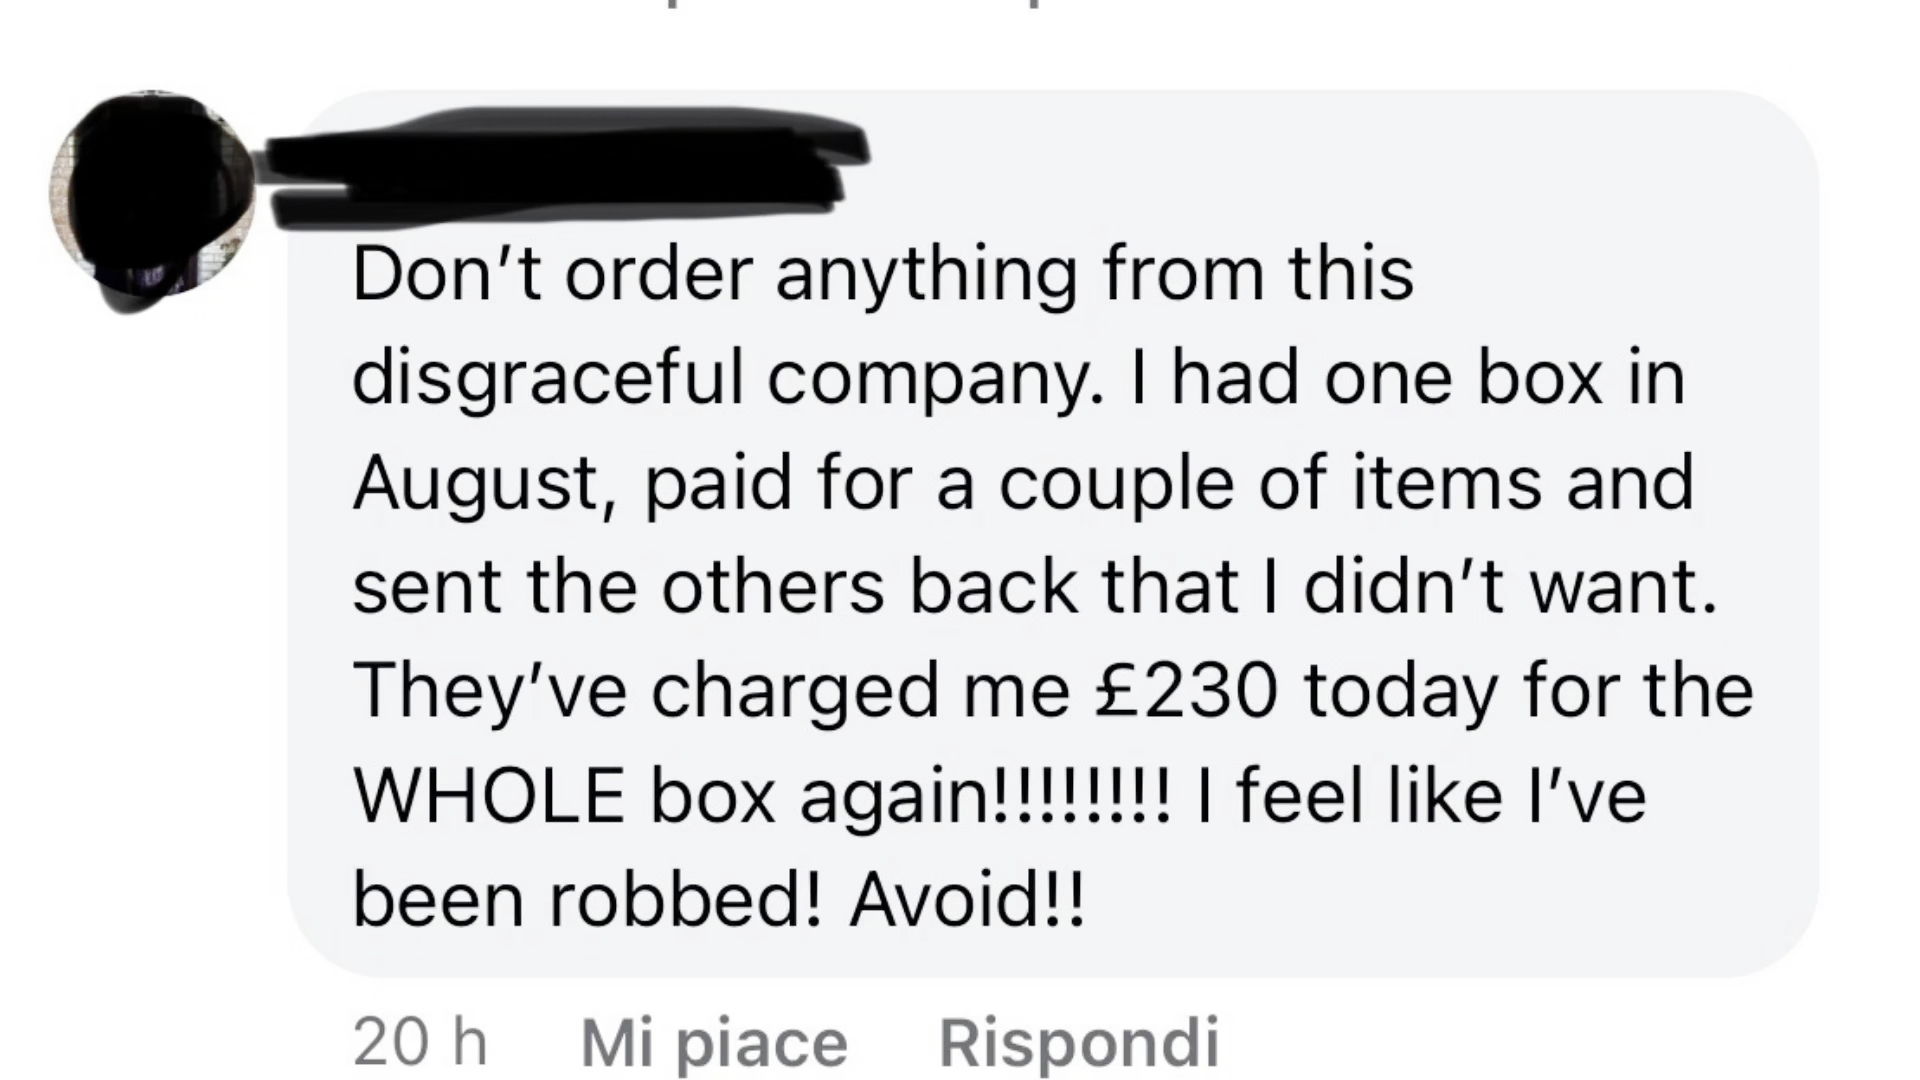 Don’t order anything from this
disgraceful company. I had one box in
August, paid for a couple of items and
sent the others back that I didn’t want.
They’ve charged me £230 today for the
WHOLE box again!!!!!!!! I feel like I’ve
been robbed! Avoid!!
20 h Mi piace Rispondi